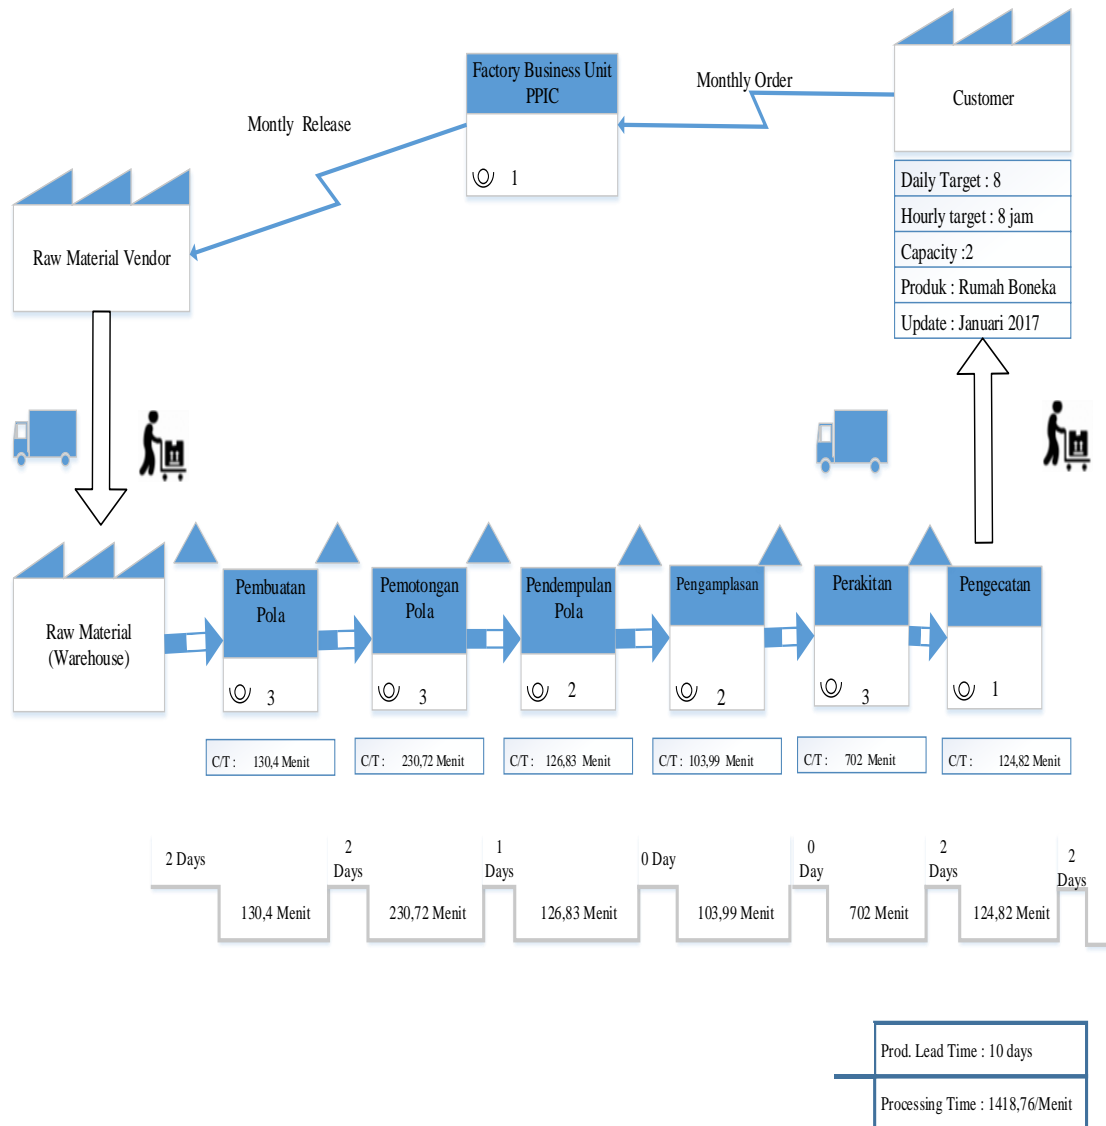 Factory Business Unit
PPIC
1
Monthly Order
Customer
Montly Release
Daily Target : 8
Hourly target : 8 jam
Capacity :2
Produk : Rumah Boneka
Update : Januari 2017
Raw Material Vendor
Raw Material
(Warehouse)
Pembuatan
Pola
3
Pemotongan
Pola
3
Pendempulan
Pola
2
Pengamplasan
2
Perakitan
3
Pengecatan
1
C/T : 130,4 Menit
C/T : 230,72 Menit
C/T : 126,83 Menit
C/T : 103,99 Menit
C/T : 702 Menit
C/T : 124,82 Menit
2 Days
2
Days
1
Days
0 Day
0
Day
2
Days
2
Days
130,4 Menit
230,72 Menit
126,83 Menit
103,99 Menit
702 Menit
124,82 Menit
Prod. Lead Time : 10 days
Processing Time : 1418,76/Menit